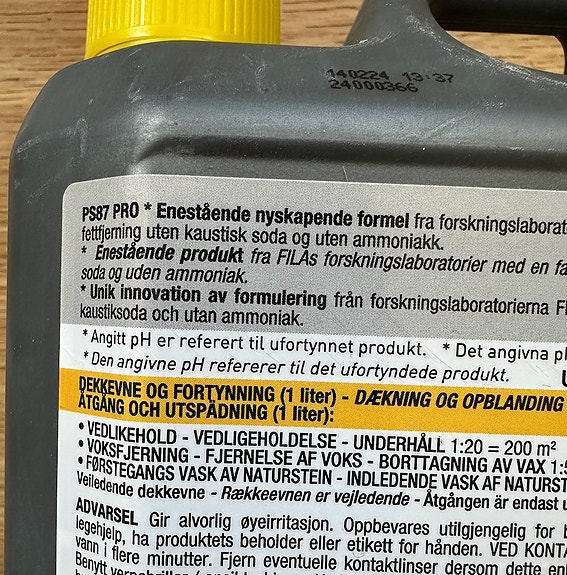 140224 13:37
24000366
PS87 PRO * Enestående nyskapende formel fra forskningslaborat
fettfjerning uten kaustisk soda og uten ammoniakk.
* Enestående produkt fra FILAs forskningslaboratorier med en fa
soda og uden ammoniak.
* Unik innovation av formulering från forskningslaboratorierna F
kaustiksoda och utan ammoniak.
*Angitt pH er referert til ufortynnet produkt. * Det angivna p
*Den angivne pH refererer til det ufortyndede produkt.
DEKKEVNE OG FORTYNNING (1 liter) - DÆKNING OG OPBLANDING
ÅTGÅNG OCH UTSPÄDNING (1 liter):
• VEDLIKEHOLD - VEDLIGEHOLDELSE - UNDERHÅLL 1:20 = 200 m²
• VOKSFJERNING - FJERNELSE AF VOKS - BORTTAGNING AV VAX 1:5
• FØRSTEGANGS VASK AV NATURSTEIN - INDLEDENDE VASK AF NATURST
Veiledende dekkevne - Rækkeevnen er vejledende - Åtgången är endast
ADVARSEL Gir alvorlig øyeirritasjon. Oppbevares utilgjengelig for b
legehjelp, ha produktets beholder eller etikett for hånden. VED KONTA
vann i flere minutter. Fjern eventuelle kontaktlinser dersom dette en
Benytt